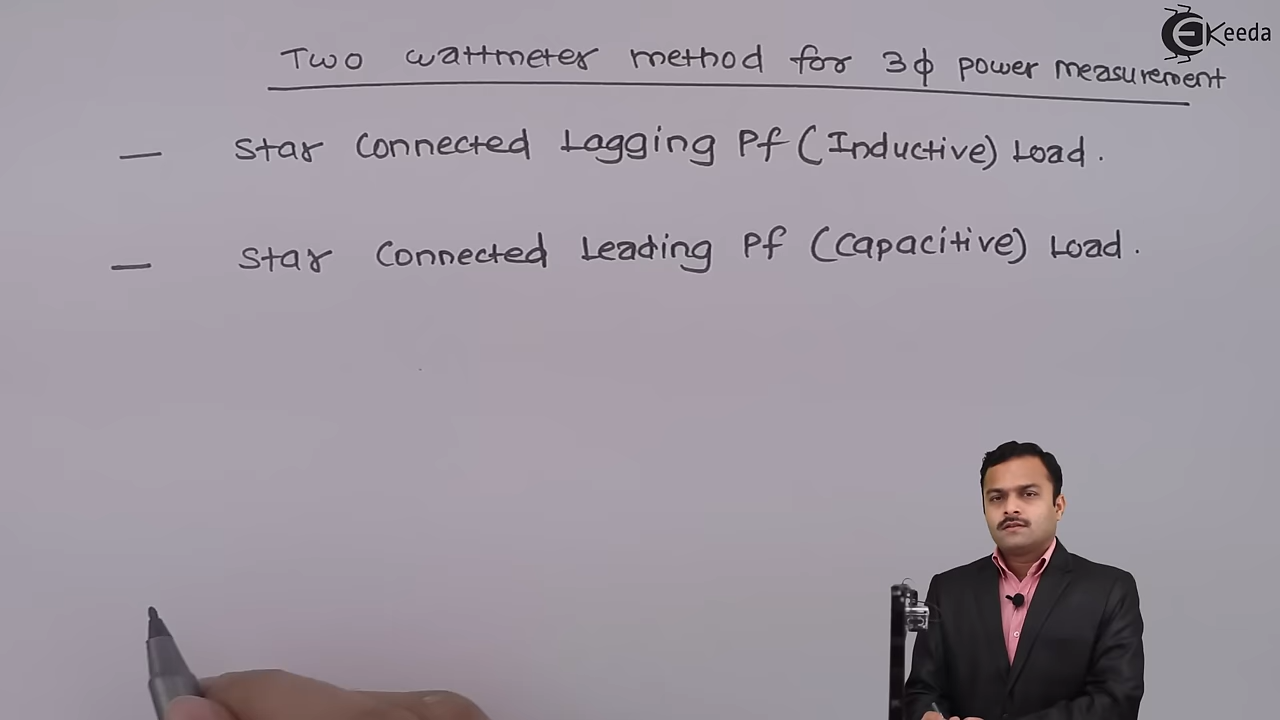 EKeeda
Two wattmeter method for 3ϕ power measurement
— Star Connected Lagging Pf (Inductive) Load.
— Star Connected Leading Pf (Capacitive) Load.